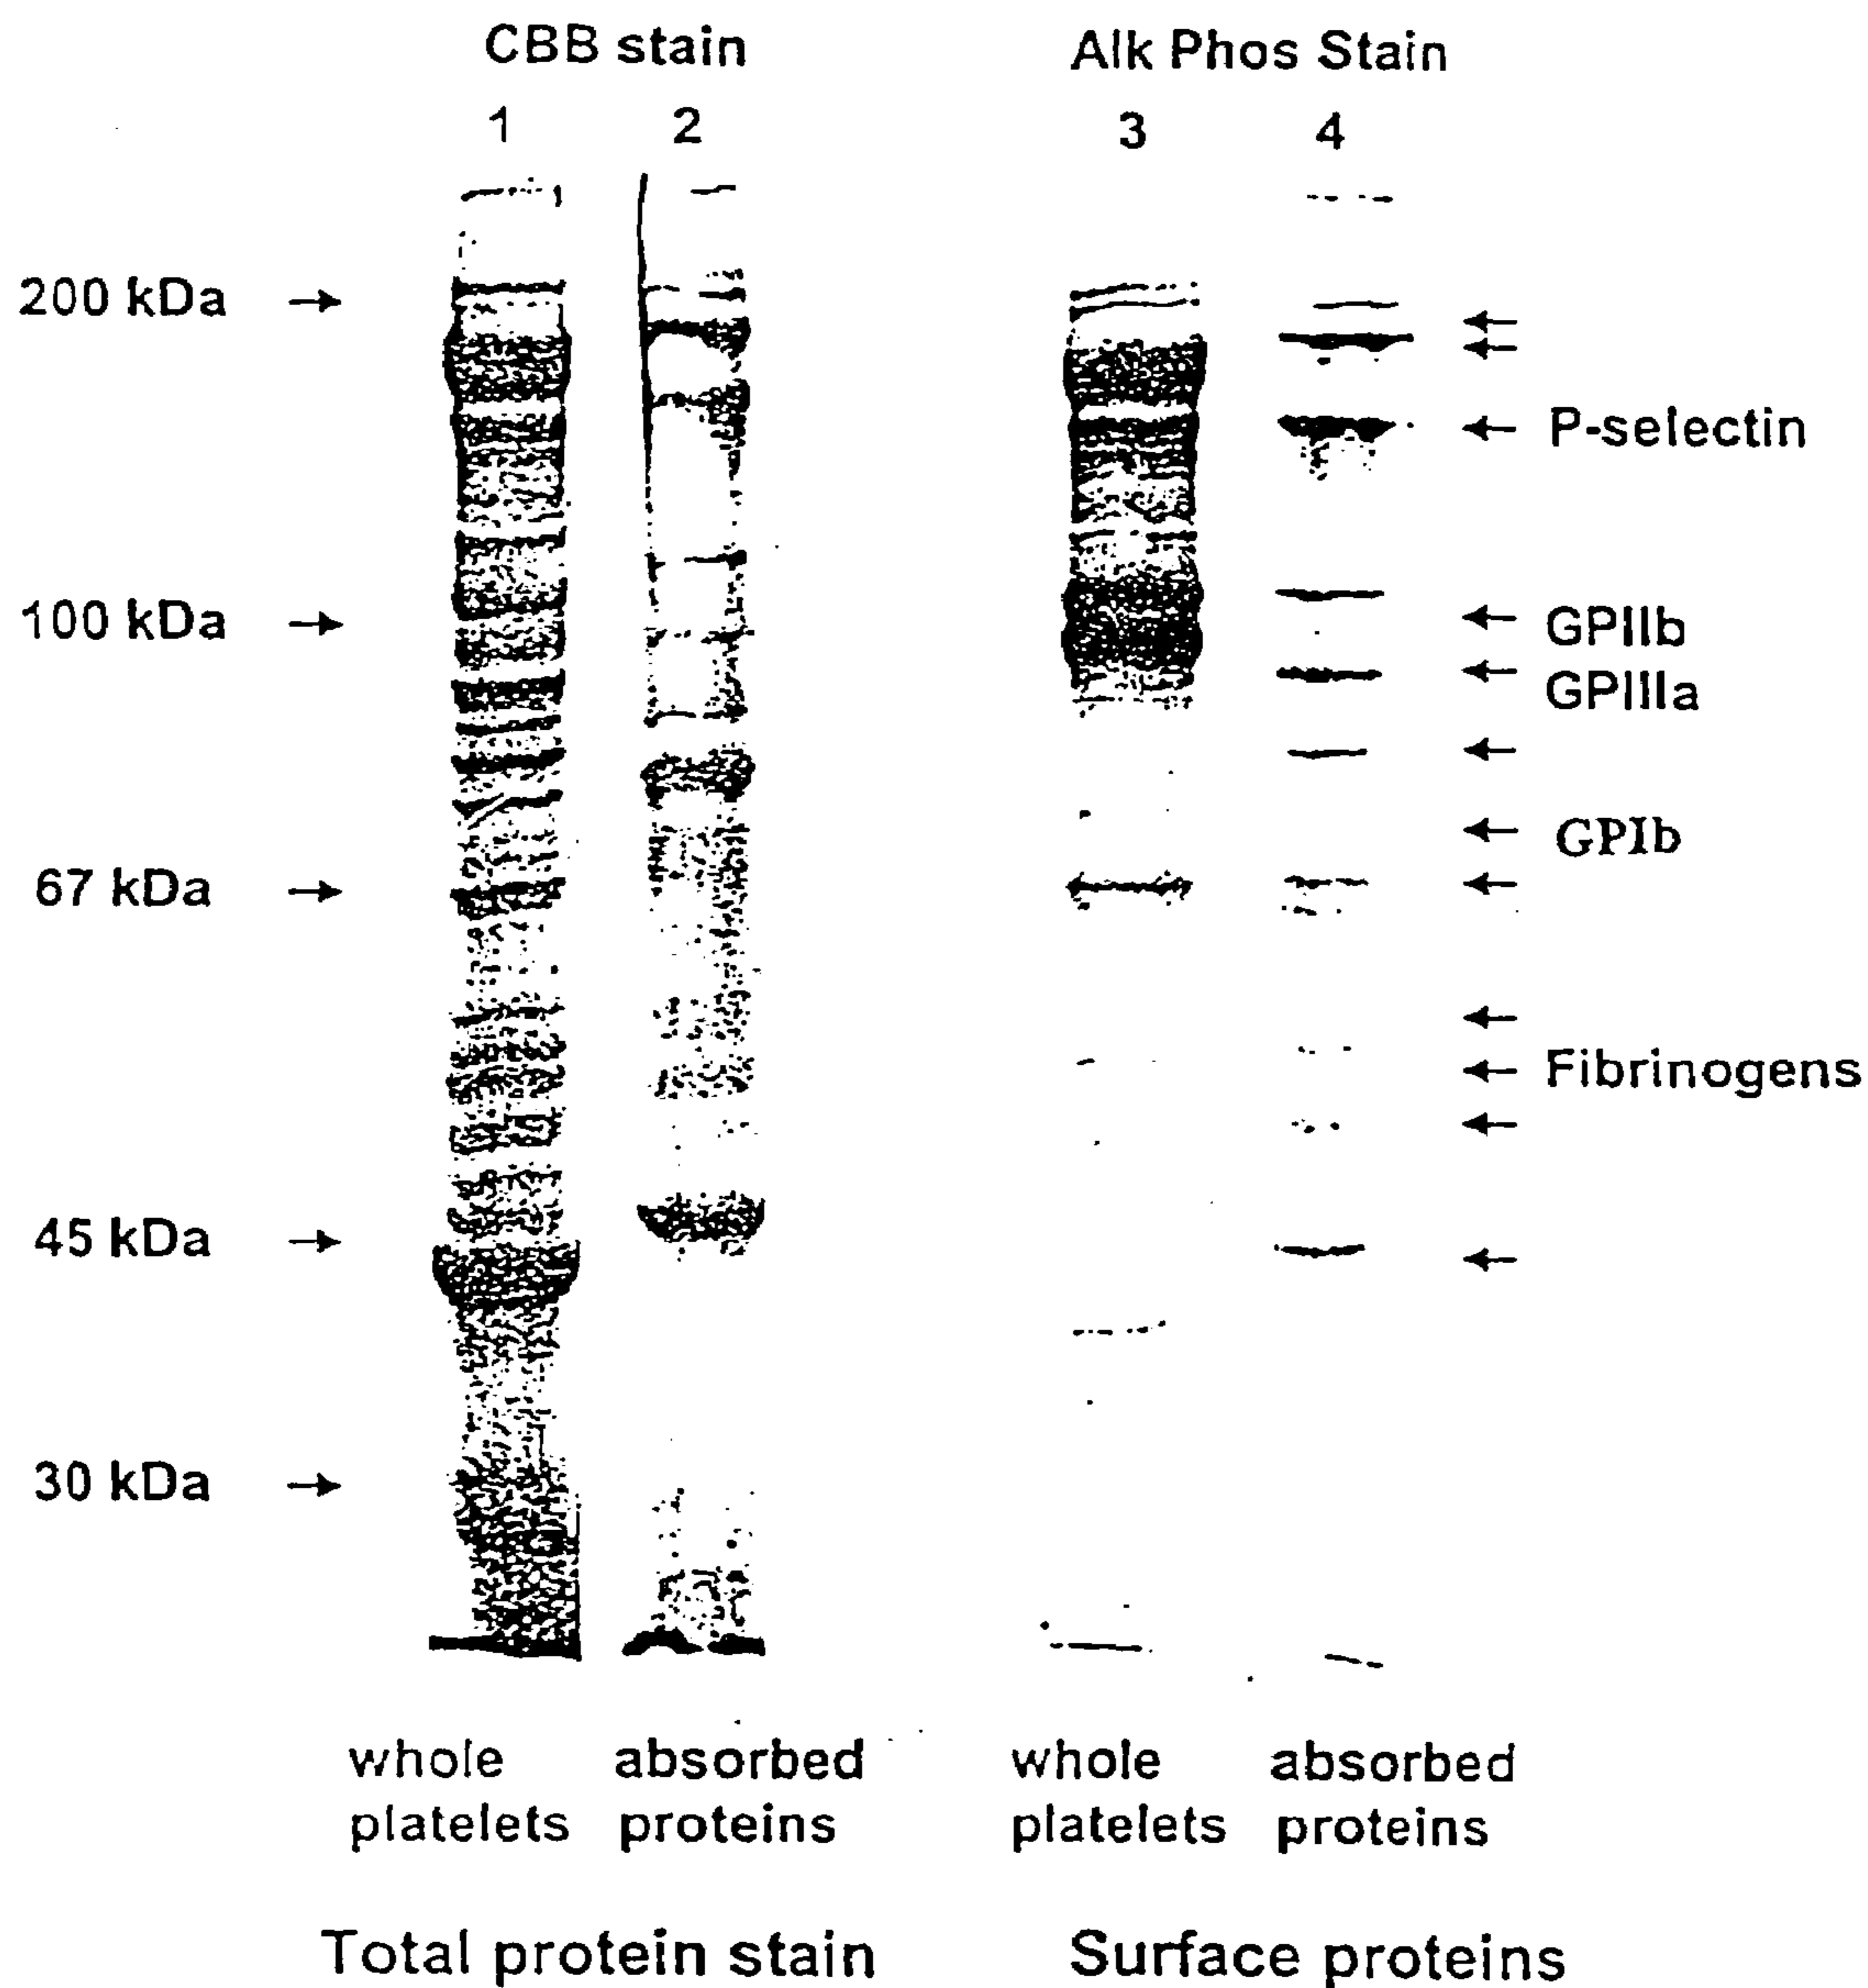 CBB stain
Alk Phos Stain
1
2
3
4
200 kDa
P-selectin
100 kDa
GPIIb
GPIIIa
GPIb
67 kDa
Fibrinogens
45 kDa
30 kDa
whole
platelets
absorbed
proteins
whole
platelets
absorbed
proteins
Total protein stain
Surface proteins